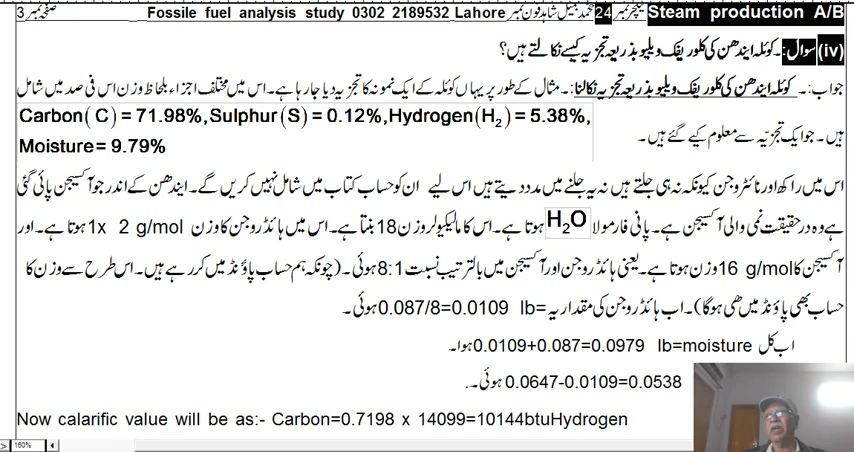 Steam production A/B لیکچر نمبر 24 محمد نبیل شاہد فون نمبر Fossile fuel analysis study 0302 2189532 Lahore صفحہ نمبر 3
(iv) سوال:۔ کوئلہ ایندھن کی کلوریفک ویلیو بذریعہ تجزیہ کیسے نکالتے ہیں؟
جواب:۔ کوئلہ ایندھن کی کلوریفک ویلیو بذریعہ تجزیہ نکالنا:۔ مثال کے طور پر یہاں کوئلہ کے ایک نمونہ کا تجزیہ دیا جا رہا ہے۔ اس میں مختلف اجزاء بلحاظ وزن اس فی صد میں شامل
Carbon(C) = 71.98%,Sulphur(S) = 0.12%,Hydrogen(H₂) = 5.38%,
ہیں۔ جو ایک تجزیہ سے معلوم کیے گئے ہیں۔
Moisture= 9.79%
اس میں راکھ اور نائٹروجن کیونکہ نہ ہی جلتے ہیں نہ یہ جلنے میں مدد دیتے ہیں اس لیے ان کو حساب کتاب میں شامل نہیں کریں گے۔ ایندھن کے اندر جو آکسیجن پائی گئی
ہے وہ درحقیقت نمی والی آکسیجن ہے۔ پانی فارمولا H₂O ہوتا ہے۔ اس کا مالیکیولر وزن 18 بنتا ہے۔ اس میں ہائڈروجن کا وزن 1x 2 g/mol ہوتا ہے۔ اور
آکسیجن کا 16 g/mol وزن ہوتا ہے۔ یعنی ہائڈروجن اور آکسیجن میں بالترتیب نسبت 8:1 ہوئی۔ (چونکہ ہم حساب پاؤنڈ میں کر رہے ہیں۔ اس طرح سے وزن کا
حساب بھی پاؤنڈ میں ھی ہوگا)۔ اب ہائڈروجن کی مقدار یہ =0.087/8=0.0109 lb ہوئی۔
اب کل 0.0109+0.087=0.0979 lb=moisture ہوا۔
0.0647-0.0109=0.0538 ہوئی۔.
Now calarific value will be as:- Carbon=0.7198 x 14099=10144btuHydrogen
160%